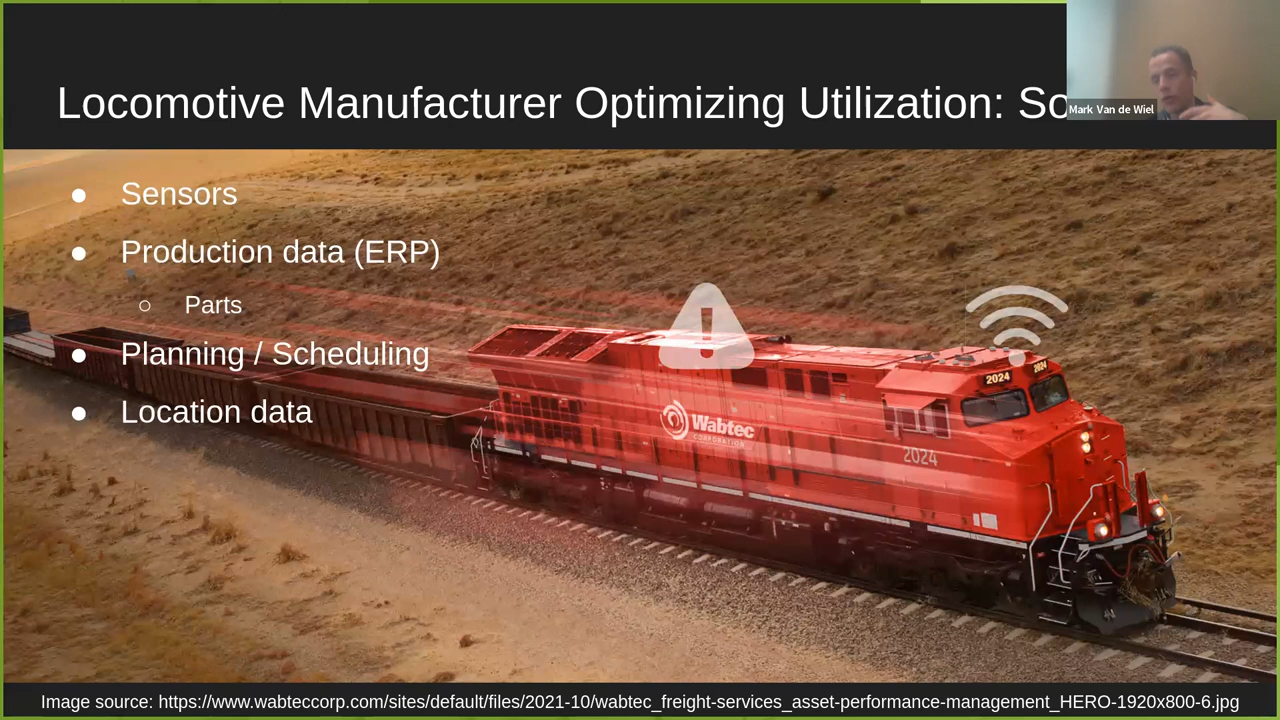 Locomotive Manufacturer Optimizing Utilization: So
Mark Van de Wiel
● Sensors
● Production data (ERP)
○ Parts
● Planning / Scheduling
● Location data
2024
2024
Wabtec
CORPORATION
2024
Image source: https://www.wabteccorp.com/sites/default/files/2021-10/wabtec_freight-services_asset-performance-management_HERO-1920x800-6.jpg